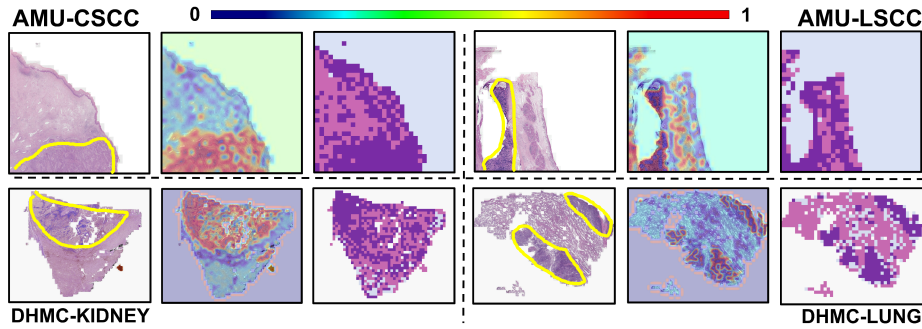 AMU-CSCC
0 1
AMU-LSCC
DHMC-KIDNEY
DHMC-LUNG